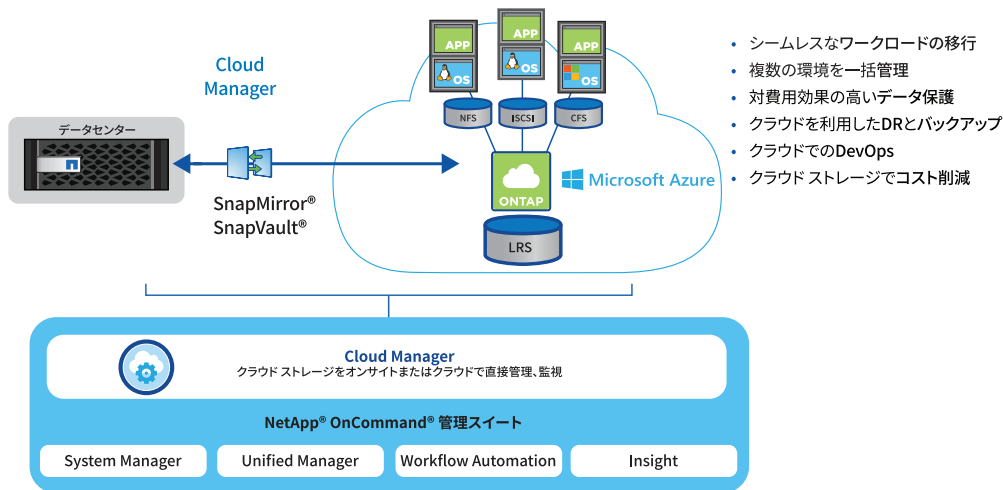 APP
OS
APP
OS
APP
OS
Cloud
Manager
NFS
ISCSI
CFS
データセンター
SnapMirror®
SnapVault®
ONTAP
Microsoft Azure
LRS
• シームレスなワークロードの移行
• 複数の環境を一括管理
• 対費用効果の高いデータ保護
• クラウドを利用したDRとバックアップ
• クラウドでのDevOps
• クラウド ストレージでコスト削減
Cloud Manager
クラウド ストレージをオンサイトまたはクラウドで直接管理、監視
NetApp® OnCommand® 管理スイート
System Manager
Unified Manager
Workflow Automation
Insight